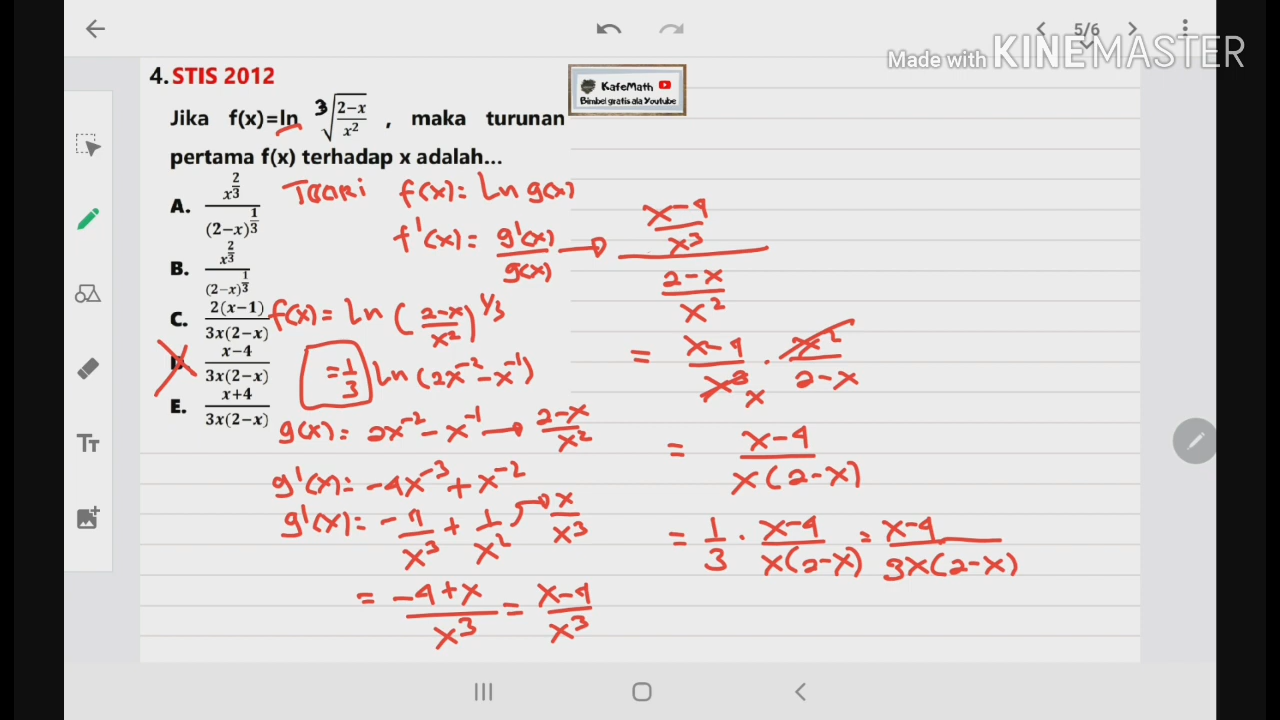 5/6
Made with KINEMASTER
4. STIS 2012
KafeMath
Bimbel gratis ala Youtube
Jika f(x)=ln ∛((2−x)/x²) , maka turunan
pertama f(x) terhadap x adalah...
A. x^(2/3)/(2−x)^(1/3)
B. x^(2/3)/(2−x)^(1/3)
C. 2(x−1)/3x(2−x)
D. x−4/3x(2−x)
E. x+4/3x(2−x)
TEORI f(x) = ln g(x)
f'(x) = g'(x)/g(x) → ((x−4)/x³)/((2−x)/x²)
f(x) = ln ((2−x)/x²)^(1/3)
= 1/3 ln (2x⁻² − x⁻¹)
g(x) = 2x⁻² − x⁻¹ → (2−x)/x²
g'(x) = −4x⁻³ + x⁻²
g'(x) = −4/x³ + 1/x² → x/x³
= (−4+x)/x³ = (x−4)/x³
= (x−4)/x³ · x²/(2−x)
x
= (x−4)/x(2−x)
= 1/3 · (x−4)/x(2−x) = (x−4)/3x(2−x)
Tт